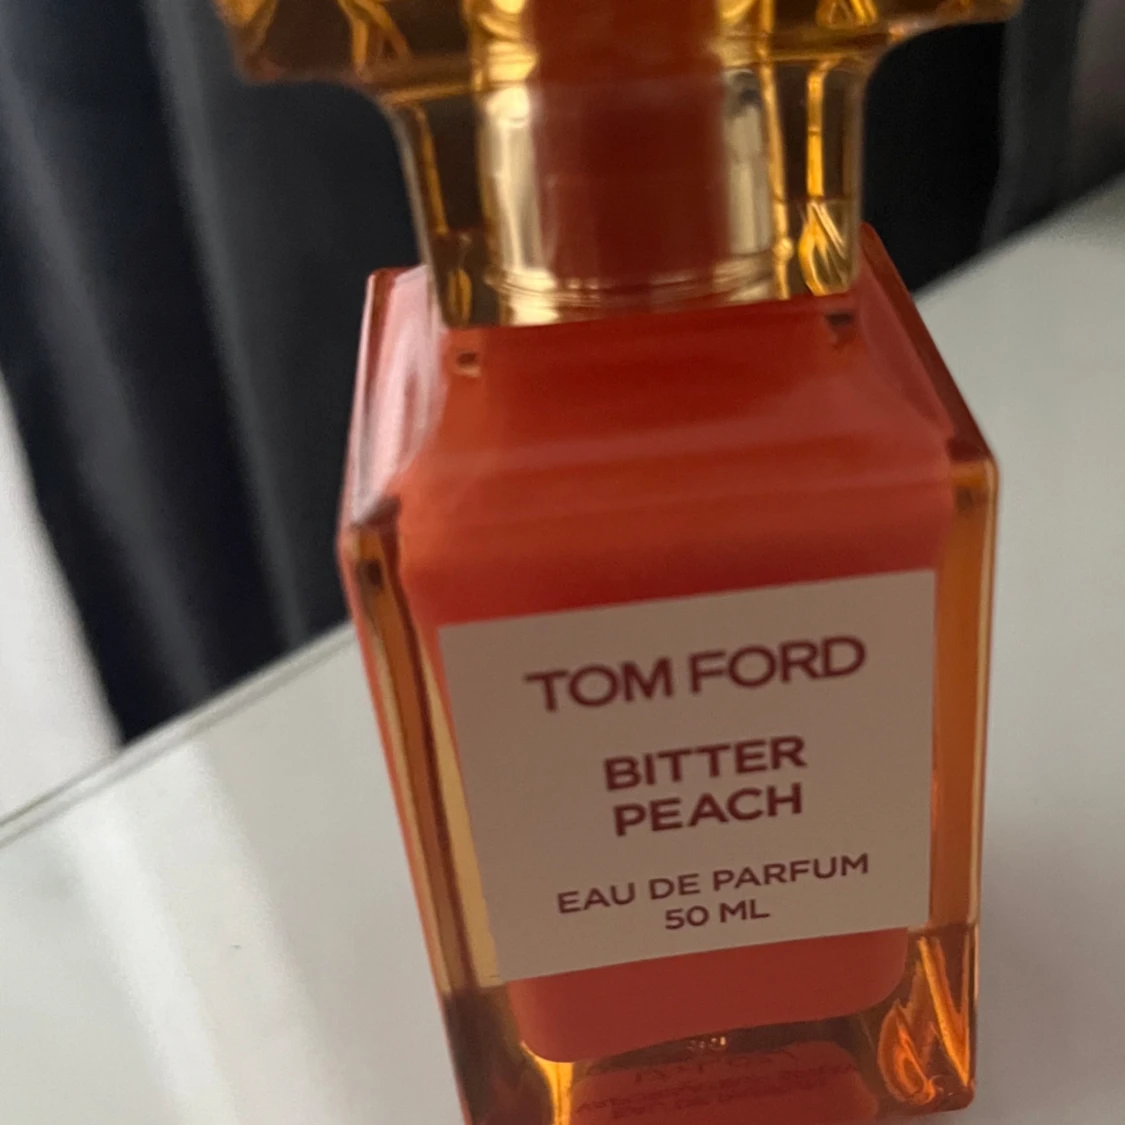 TOM FORD
BITTER
PEACH
EAU DE PARFUM
50 ML